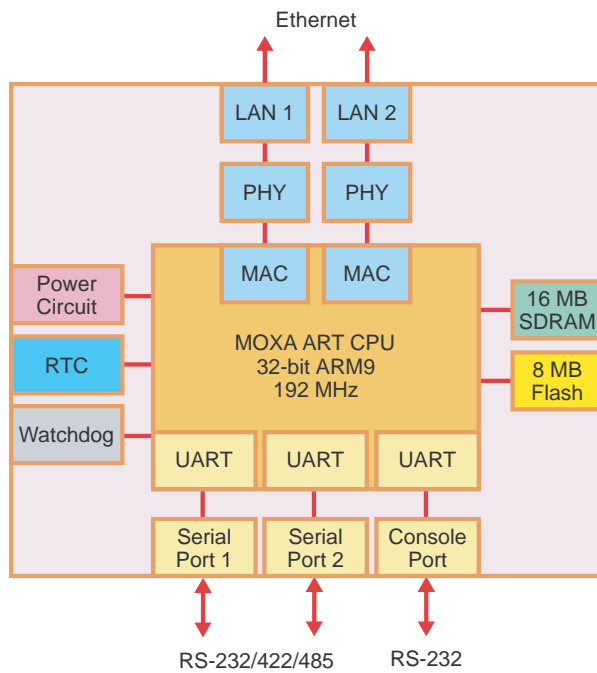 Ethernet
LAN 1
LAN 2
PHY
PHY
MAC
MAC
Power
Circuit
RTC
Watchdog
MOXA ART CPU
32-bit ARM9
192 MHz
16 MB
SDRAM
8 MB
Flash
UART
UART
UART
Serial
Port 1
Serial
Port 2
Console
Port
RS-232/422/485
RS-232